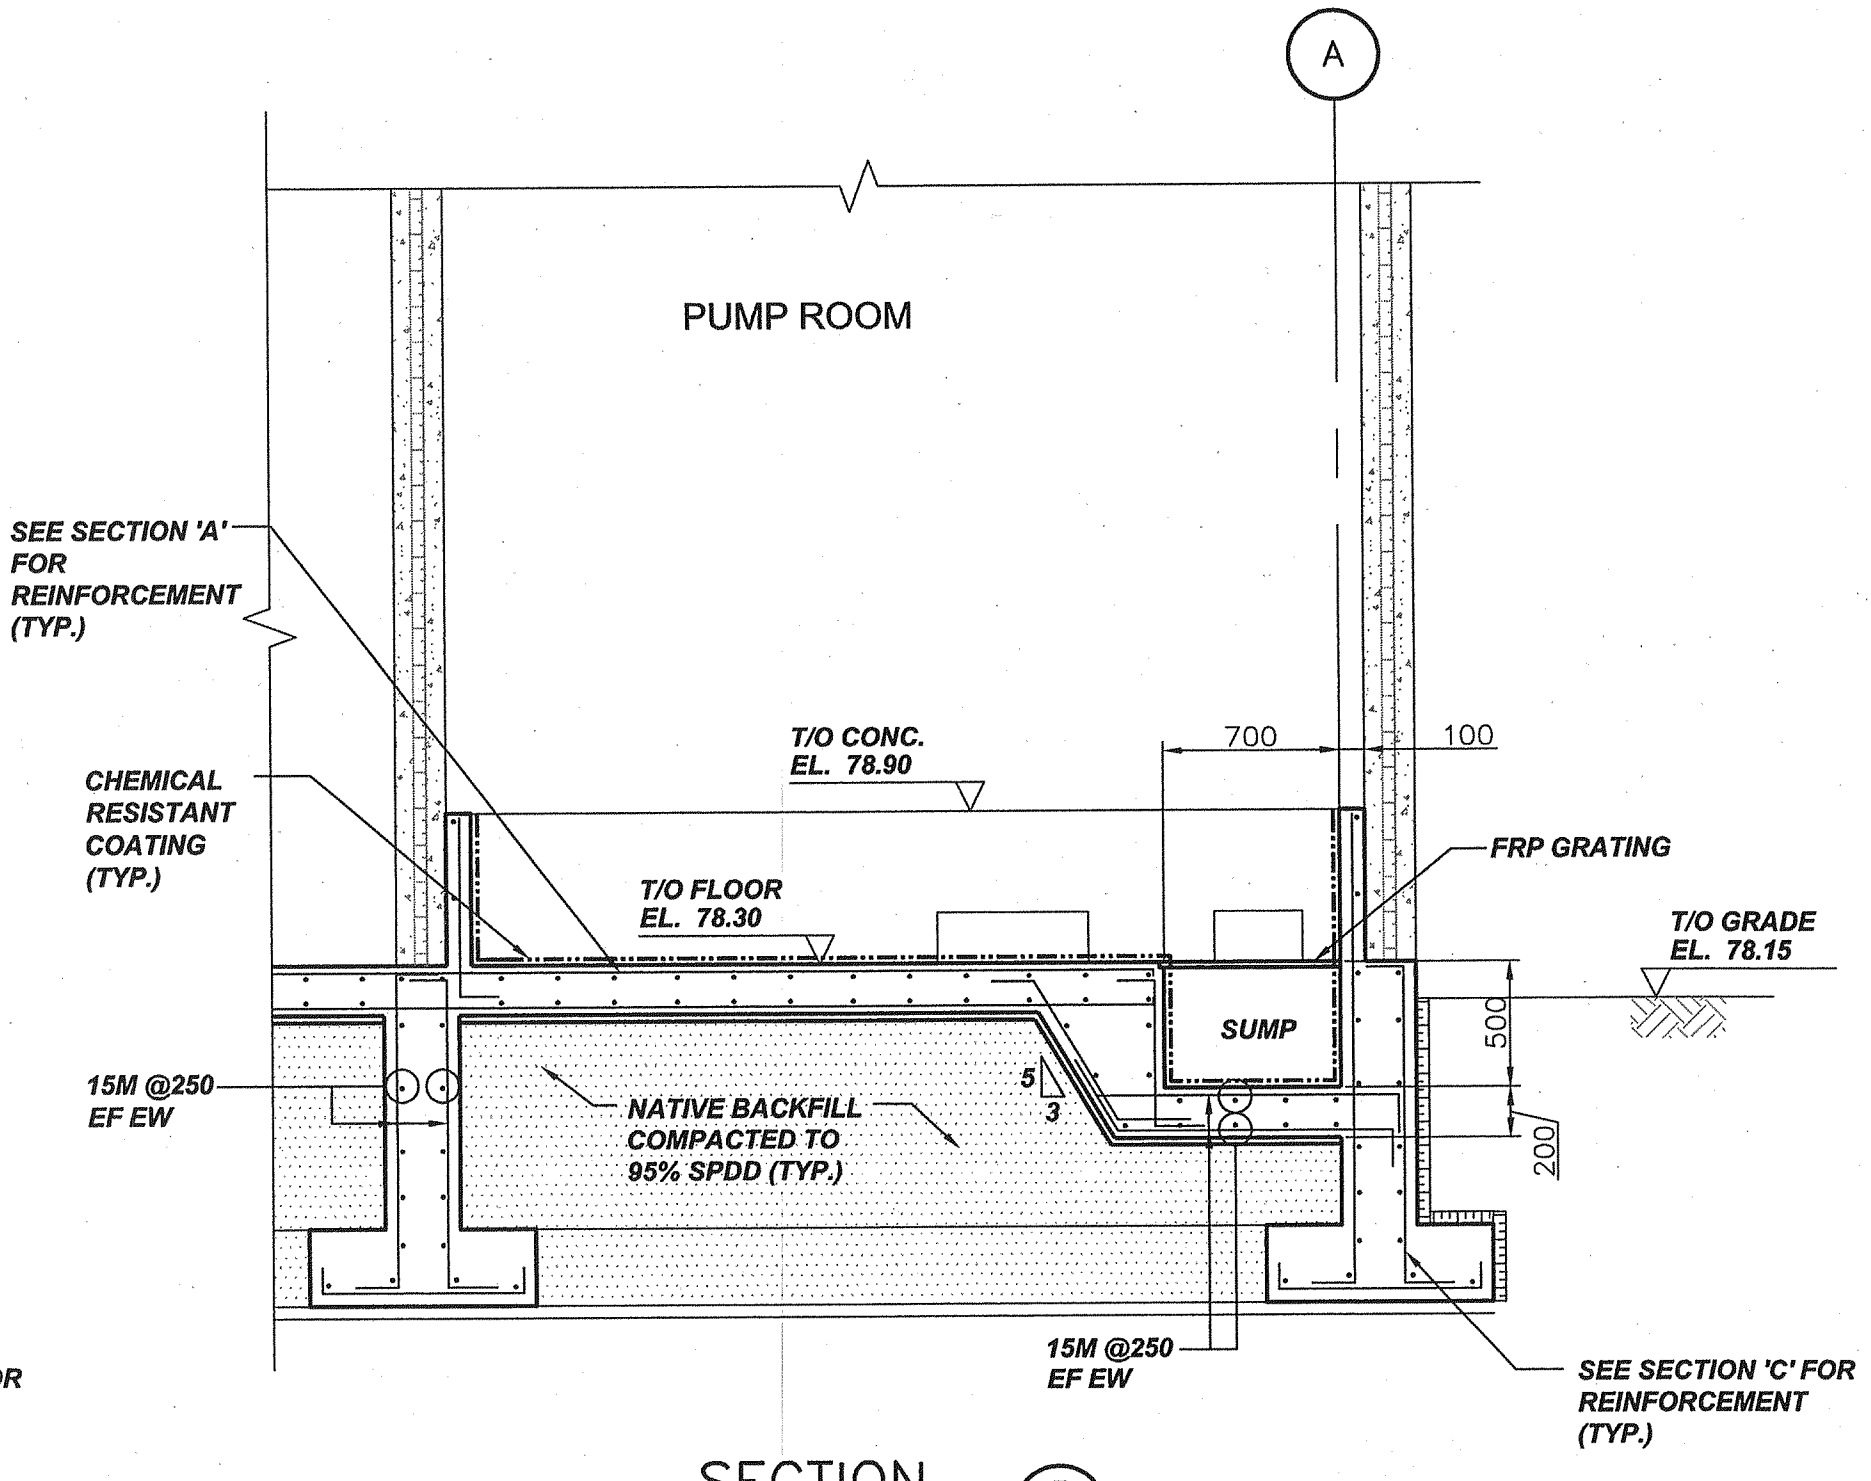 A
PUMP ROOM
SEE SECTION 'A'
FOR
REINFORCEMENT
(TYP.)
T/O CONC.
EL. 78.90
700
100
CHEMICAL
RESISTANT
COATING
(TYP.)
FRP GRATING
T/O FLOOR
EL. 78.30
T/O GRADE
EL. 78.15
SUMP
500
15M @250
EF EW
5
3
NATIVE BACKFILL
COMPACTED TO
95% SPDD (TYP.)
200
15M @250
EF EW
SEE SECTION 'C' FOR
REINFORCEMENT
(TYP.)
SECTION